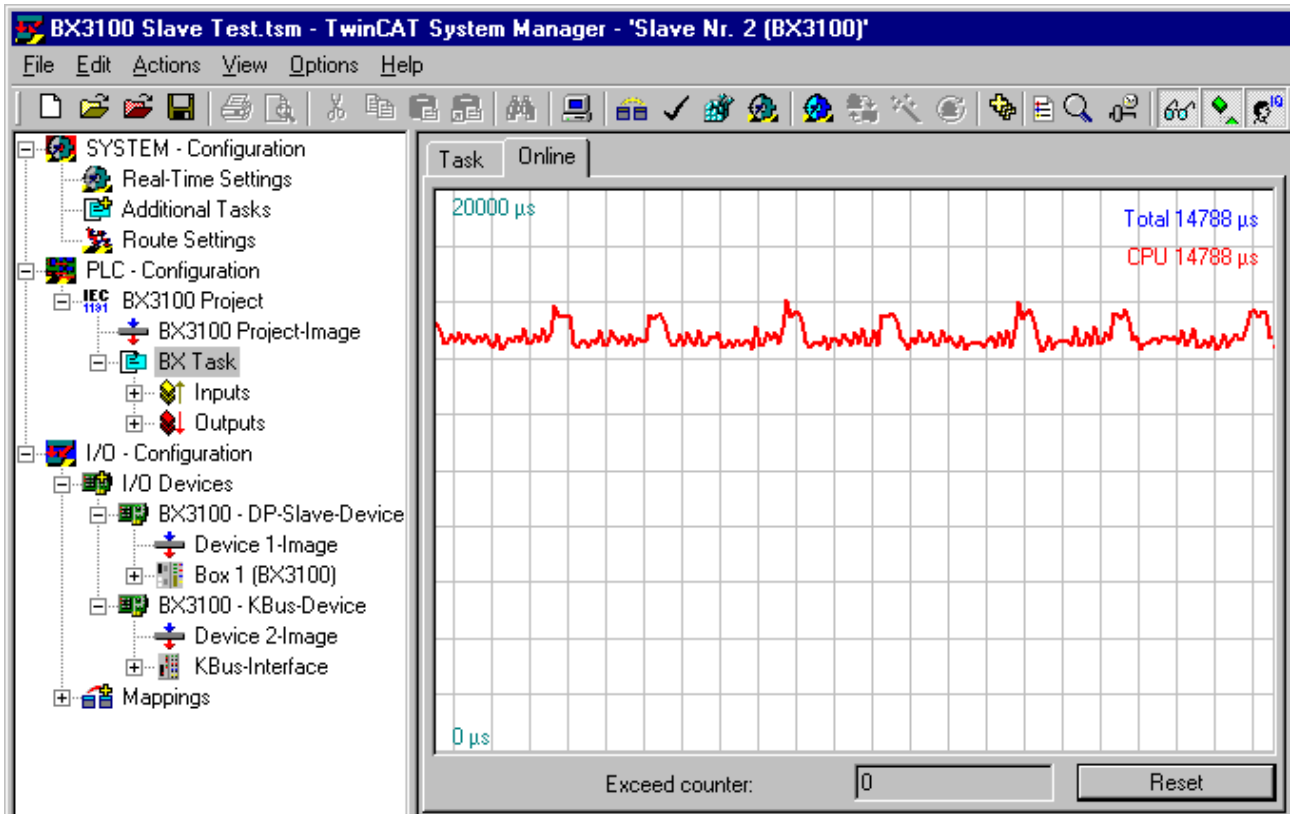 BX3100 Slave Test.tsm - TwinCAT System Manager - 'Slave Nr. 2 (BX3100)'
File Edit Actions View Options Help
SYSTEM - Configuration
Real-Time Settings
Additional Tasks
Route Settings
PLC - Configuration
IEC 1131 BX3100 Project
BX3100 Project-Image
BX Task
Inputs
Outputs
I/O - Configuration
I/O Devices
BX3100 - DP-Slave-Device
Device 1-Image
Box 1 (BX3100)
BX3100 - KBus-Device
Device 2-Image
KBus-Interface
Mappings
Task Online
20000 µs
Total 14788 µs
CPU 14788 µs
0 µs
Exceed counter: 0 Reset